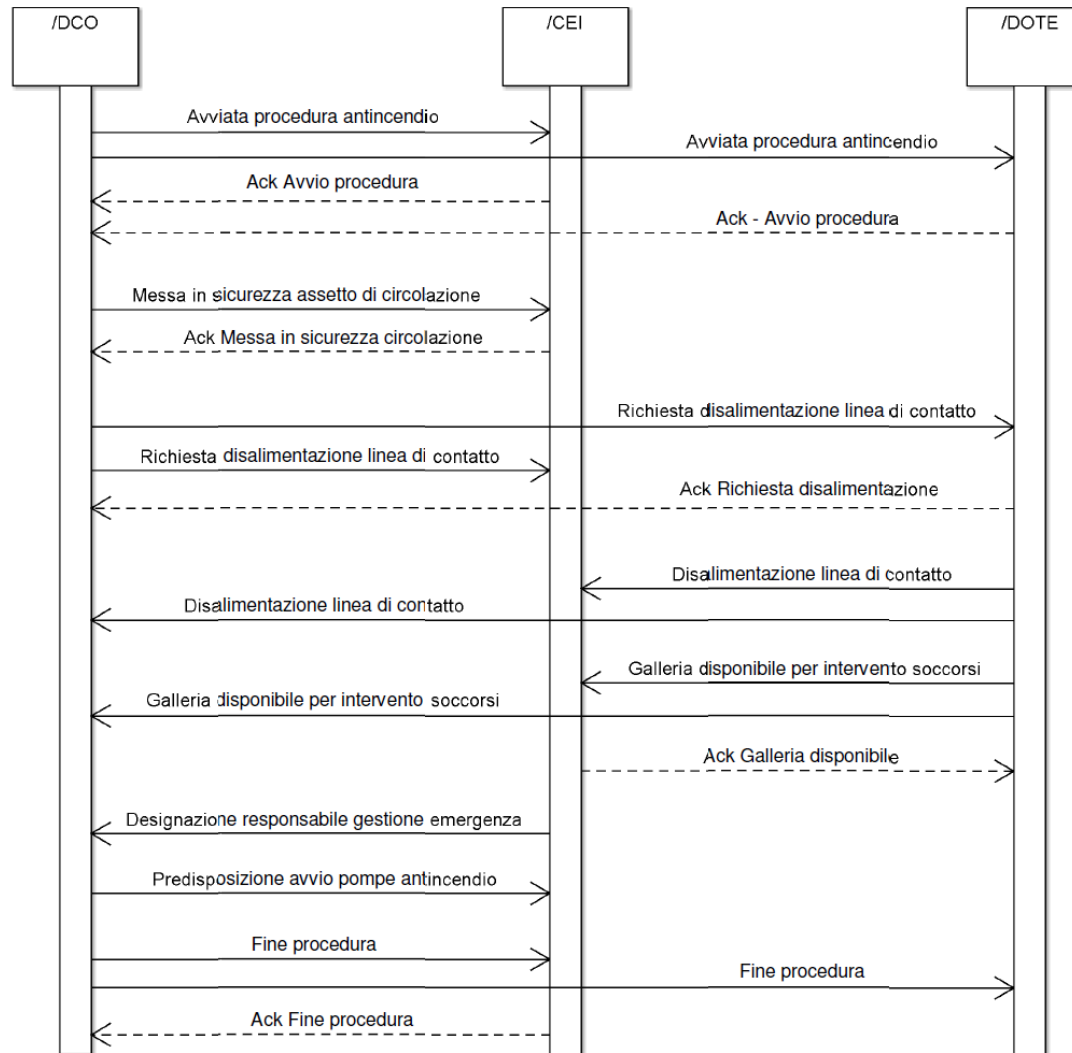 /DCO
/CEI
/DOTE
Avviata procedura antincendio
Avviata procedura antincendio
Ack Avvio procedura
Ack - Avvio procedura
Messa in sicurezza assetto di circolazione
Ack Messa in sicurezza circolazione
Richiesta disalimentazione linea di contatto
Richiesta disalimentazione linea di contatto
Ack Richiesta disalimentazione
Disalimentazione linea di contatto
Disalimentazione linea di contatto
Galleria disponibile per intervento soccorsi
Galleria disponibile per intervento soccorsi
Ack Galleria disponibile
Designazione responsabile gestione emergenza
Predisposizione avvio pompe antincendio
Fine procedura
Fine procedura
Ack Fine procedura